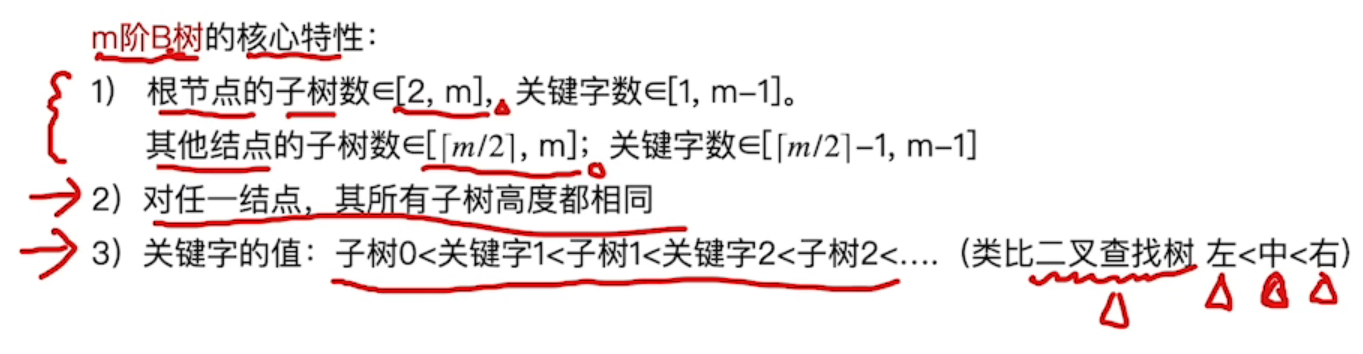 m阶B树的核心特性：
1） 根节点的子树数∈[2, m]，关键字数∈[1, m−1]。
其他结点的子树数∈[⌈m/2⌉, m]；关键字数∈[⌈m/2⌉−1, m−1]
2）对任一结点，其所有子树高度都相同
3）关键字的值：子树0<关键字1<子树1<关键字2<子树2<…. （类比二叉查找树 左<中<右）